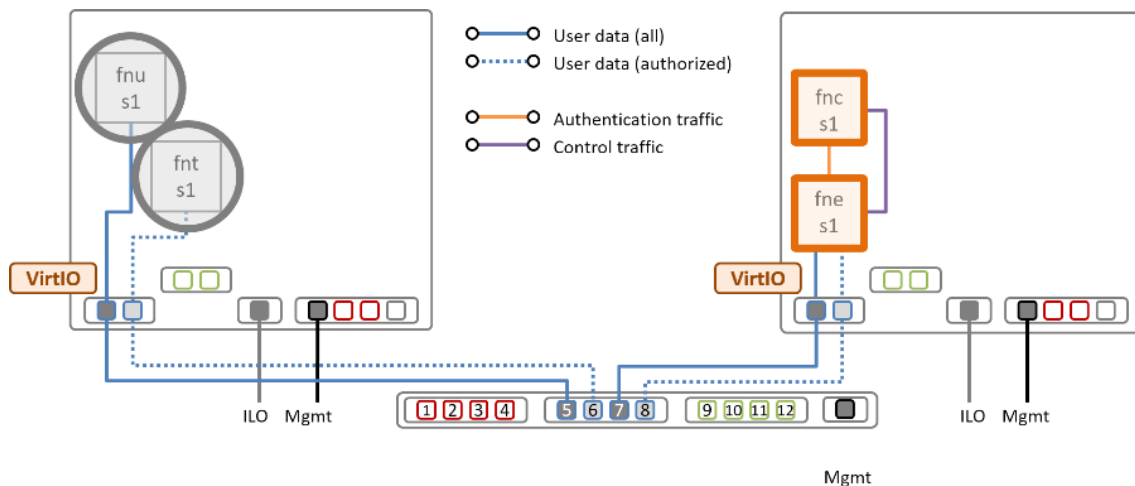 fnu
s1
fnt
s1
VirtIO
ILO
Mgmt
User data (all)
User data (authorized)
Authentication traffic
Control traffic
fnc
s1
fne
s1
VirtIO
ILO
Mgmt
1 2 3 4 5 6 7 8 9 10 11 12
Mgmt